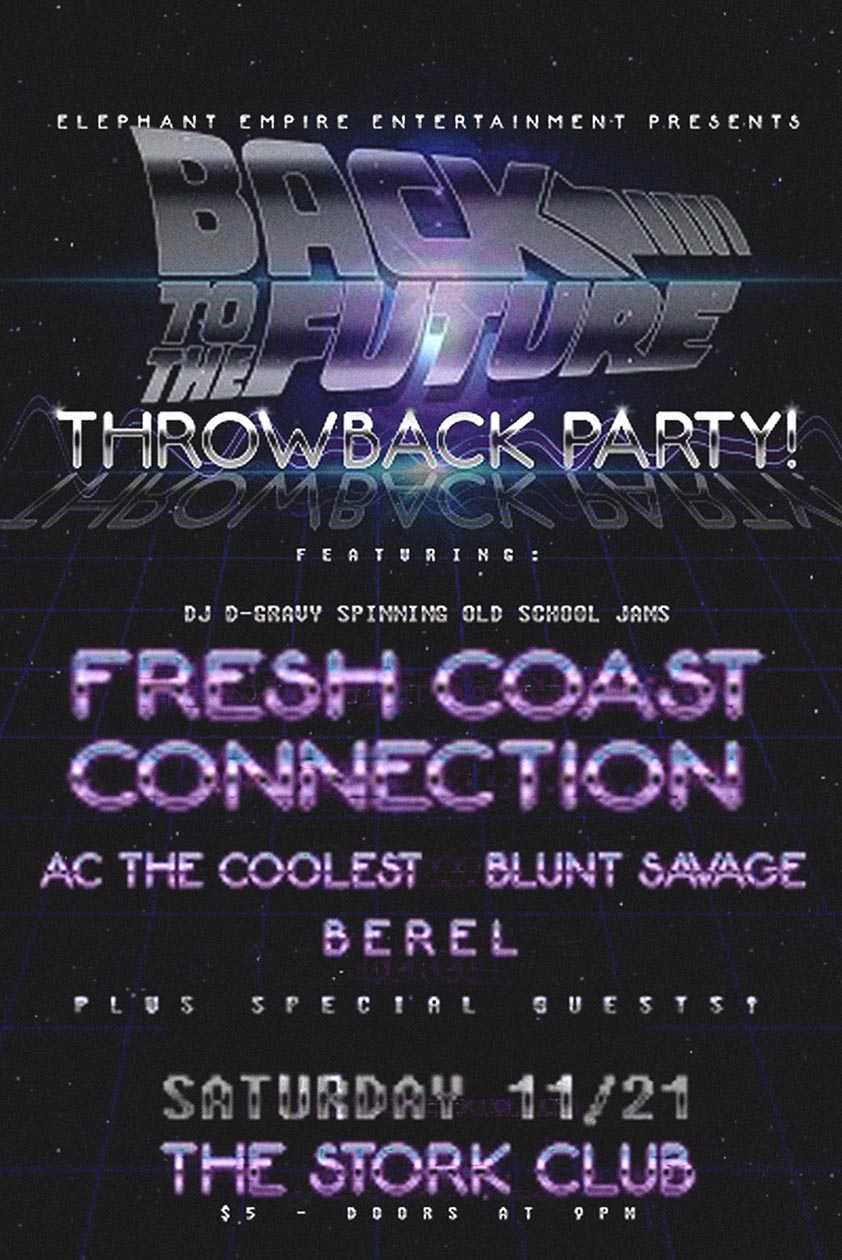 ELEPHANT EMPIRE ENTERTAINMENT PRESENTS
BACK
TO THE FUTURE
THROWBACK PARTY!
FEATURING:
DJ D-GRAVY SPINNING OLD SCHOOL JAMS
FRESH COAST
CONNECTION
AC THE COOLEST BLUNT SAVAGE
BEREL
PLUS SPECIAL GUESTS!
SATURDAY 11/21
THE STORK CLUB
$5 - DOORS AT 9PM